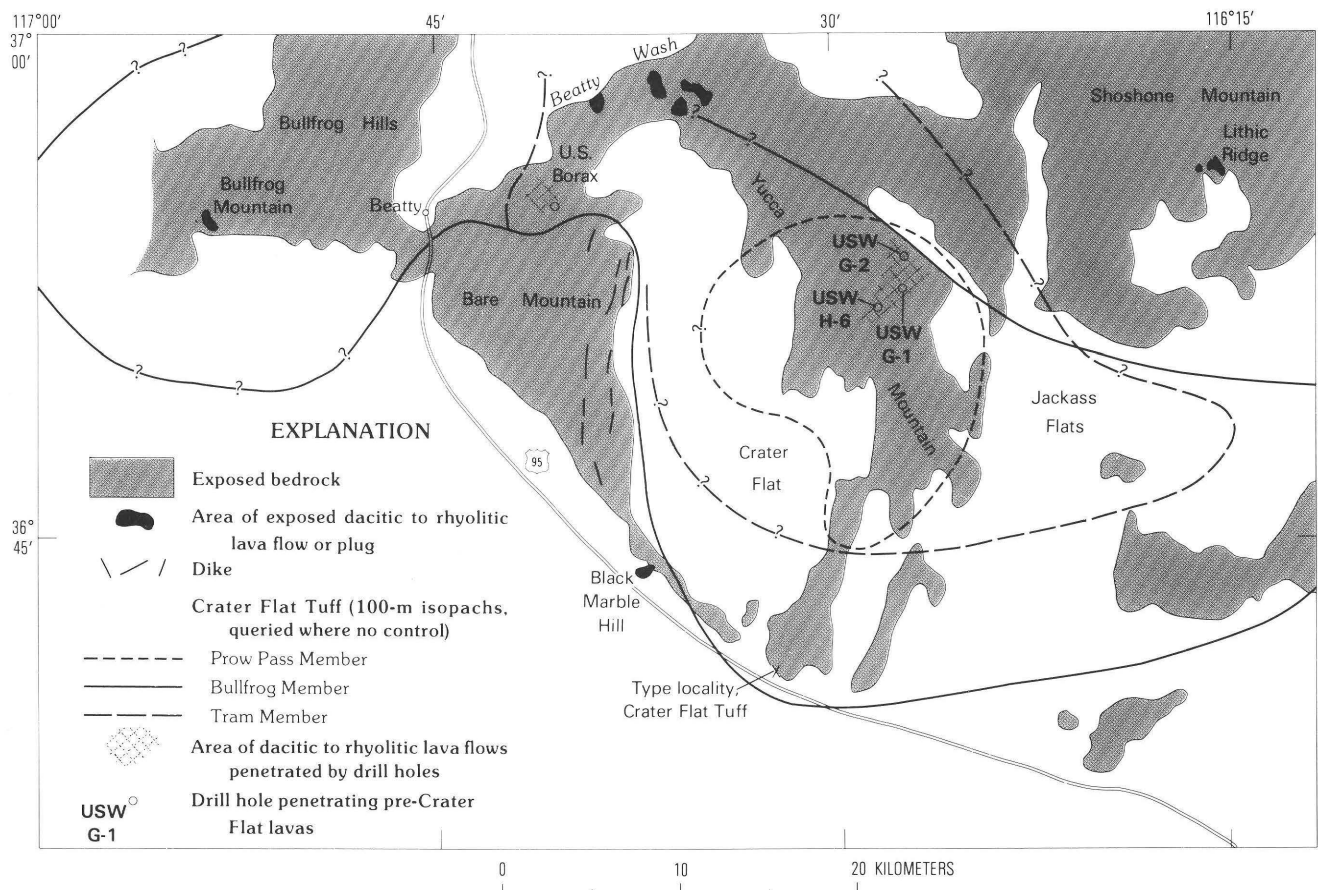 117°00'
45'
30'
116°15'
37°
00'
Wash
Beatty
Shoshone Mountain
Bullfrog Hills
Lithic
Ridge
U.S.
Borax
Bullfrog
Mountain
Beatty
Yucca
USW
G-2
Bare Mountain
USW
H-6
USW
G-1
Mountain
Jackass
Flats
Crater
Flat
95
EXPLANATION
Exposed bedrock
Area of exposed dacitic to rhyolitic
lava flow or plug
Dike
Crater Flat Tuff (100-m isopachs,
queried where no control)
Prow Pass Member
Bullfrog Member
Tram Member
Area of dacitic to rhyolitic lava flows
penetrated by drill holes
USW
G-1
Drill hole penetrating pre-Crater
Flat lavas
36°
45'
Black
Marble
Hill
Type locality,
Crater Flat Tuff
0 10 20 KILOMETERS
? ? ? ? ? ? ? ? ? ? ? ? ? ? ? ? ? ?